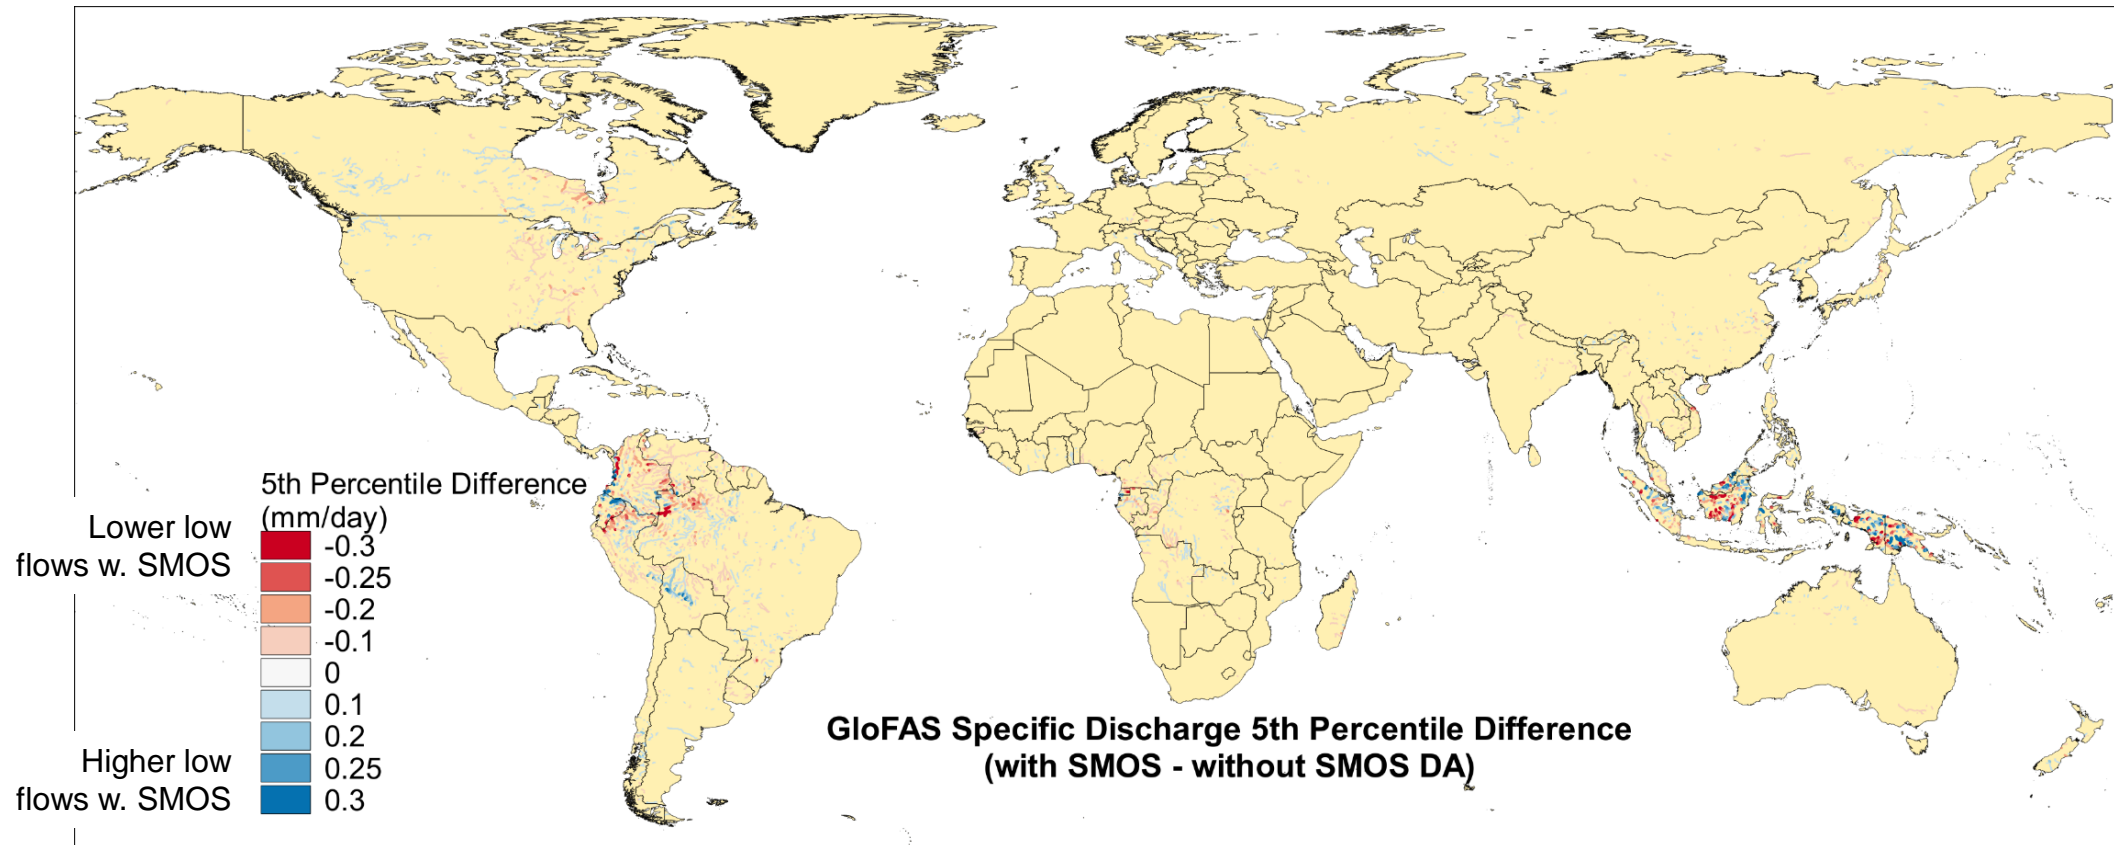 5th Percentile Difference
(mm/day)
Lower low
flows w. SMOS
-0.3
-0.25
-0.2
-0.1
0
0.1
0.2
0.25
0.3
Higher low
flows w. SMOS
GloFAS Specific Discharge 5th Percentile Difference
(with SMOS - without SMOS DA)